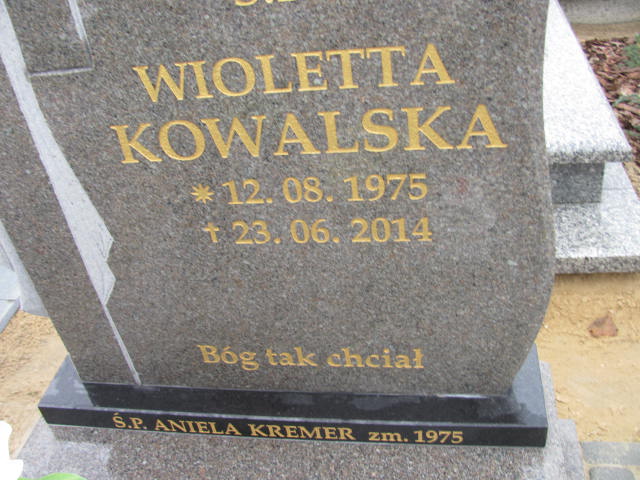 WIOLETTA
KOWALSKA
* 12. 08. 1975
† 23. 06. 2014
Bóg tak chciał
Ś.P. ANIELA KREMER zm. 1975